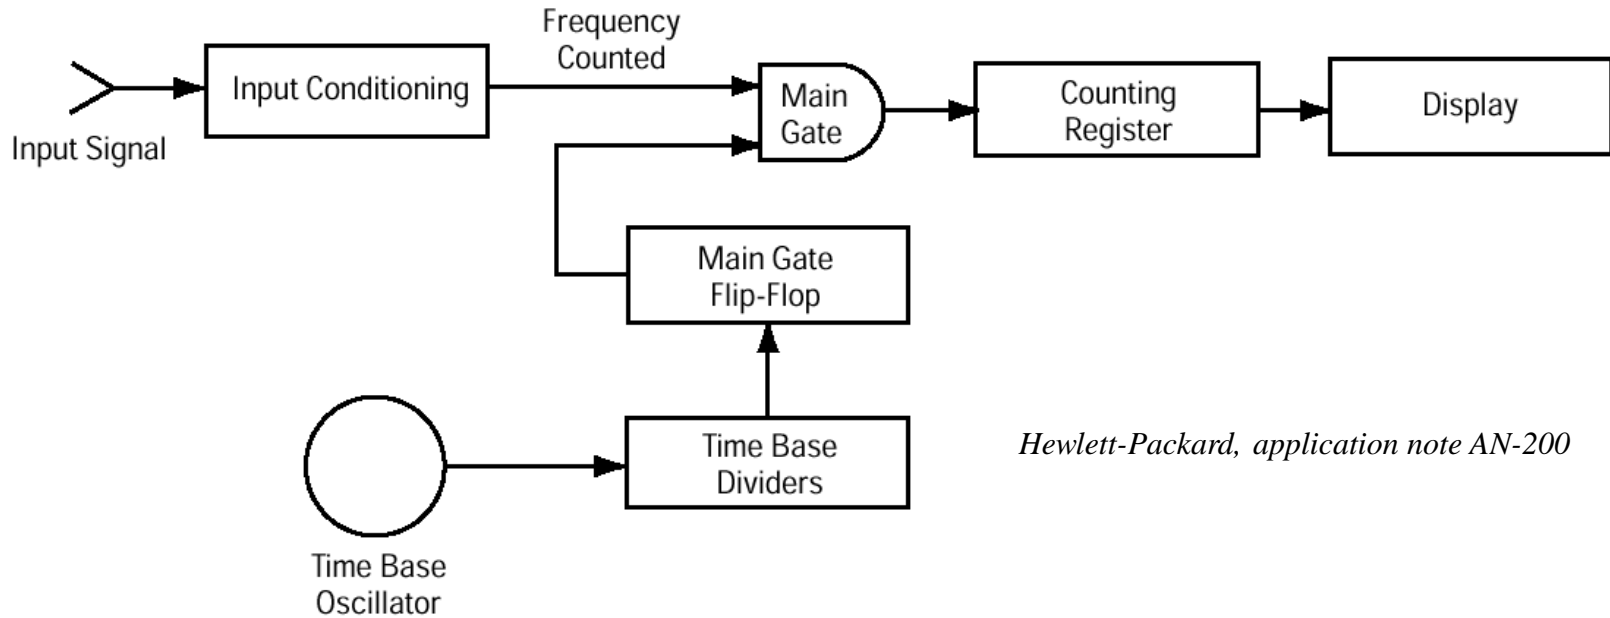 Frequency
Counted
Input Conditioning
Main
Gate
Counting
Register
Display
Input Signal
Main Gate
Flip-Flop
Time Base
Dividers
Hewlett-Packard, application note AN-200
Time Base
Oscillator